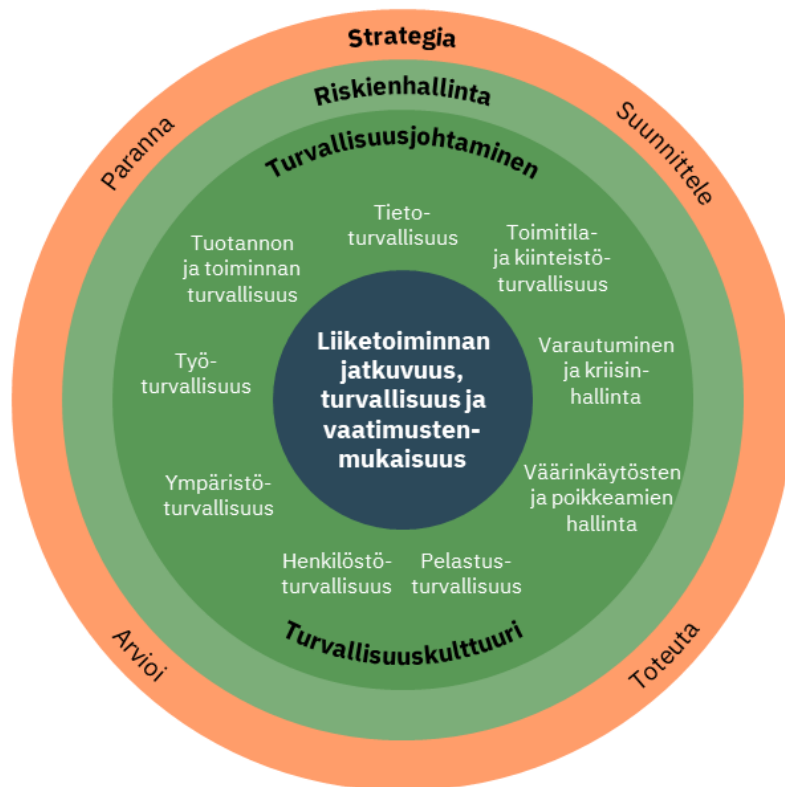 Strategia
Riskienhallinta
Turvallisuusjohtaminen
Paranna
Suunnittele
Tieto-
turvallisuus
Toimitila-
ja kiinteistö-
turvallisuus
Tuotannon
ja toiminnan
turvallisuus
Liiketoiminnan
jatkuvuus,
turvallisuus ja
vaatimusten-
mukaisuus
Varautuminen
ja kriisin-
hallinta
Työ-
turvallisuus
Väärinkäytösten
ja poikkeamien
hallinta
Ympäristö-
turvallisuus
Henkilöstö-
turvallisuus
Pelastus-
turvallisuus
Turvallisuuskulttuuri
Arvioi
Toteuta